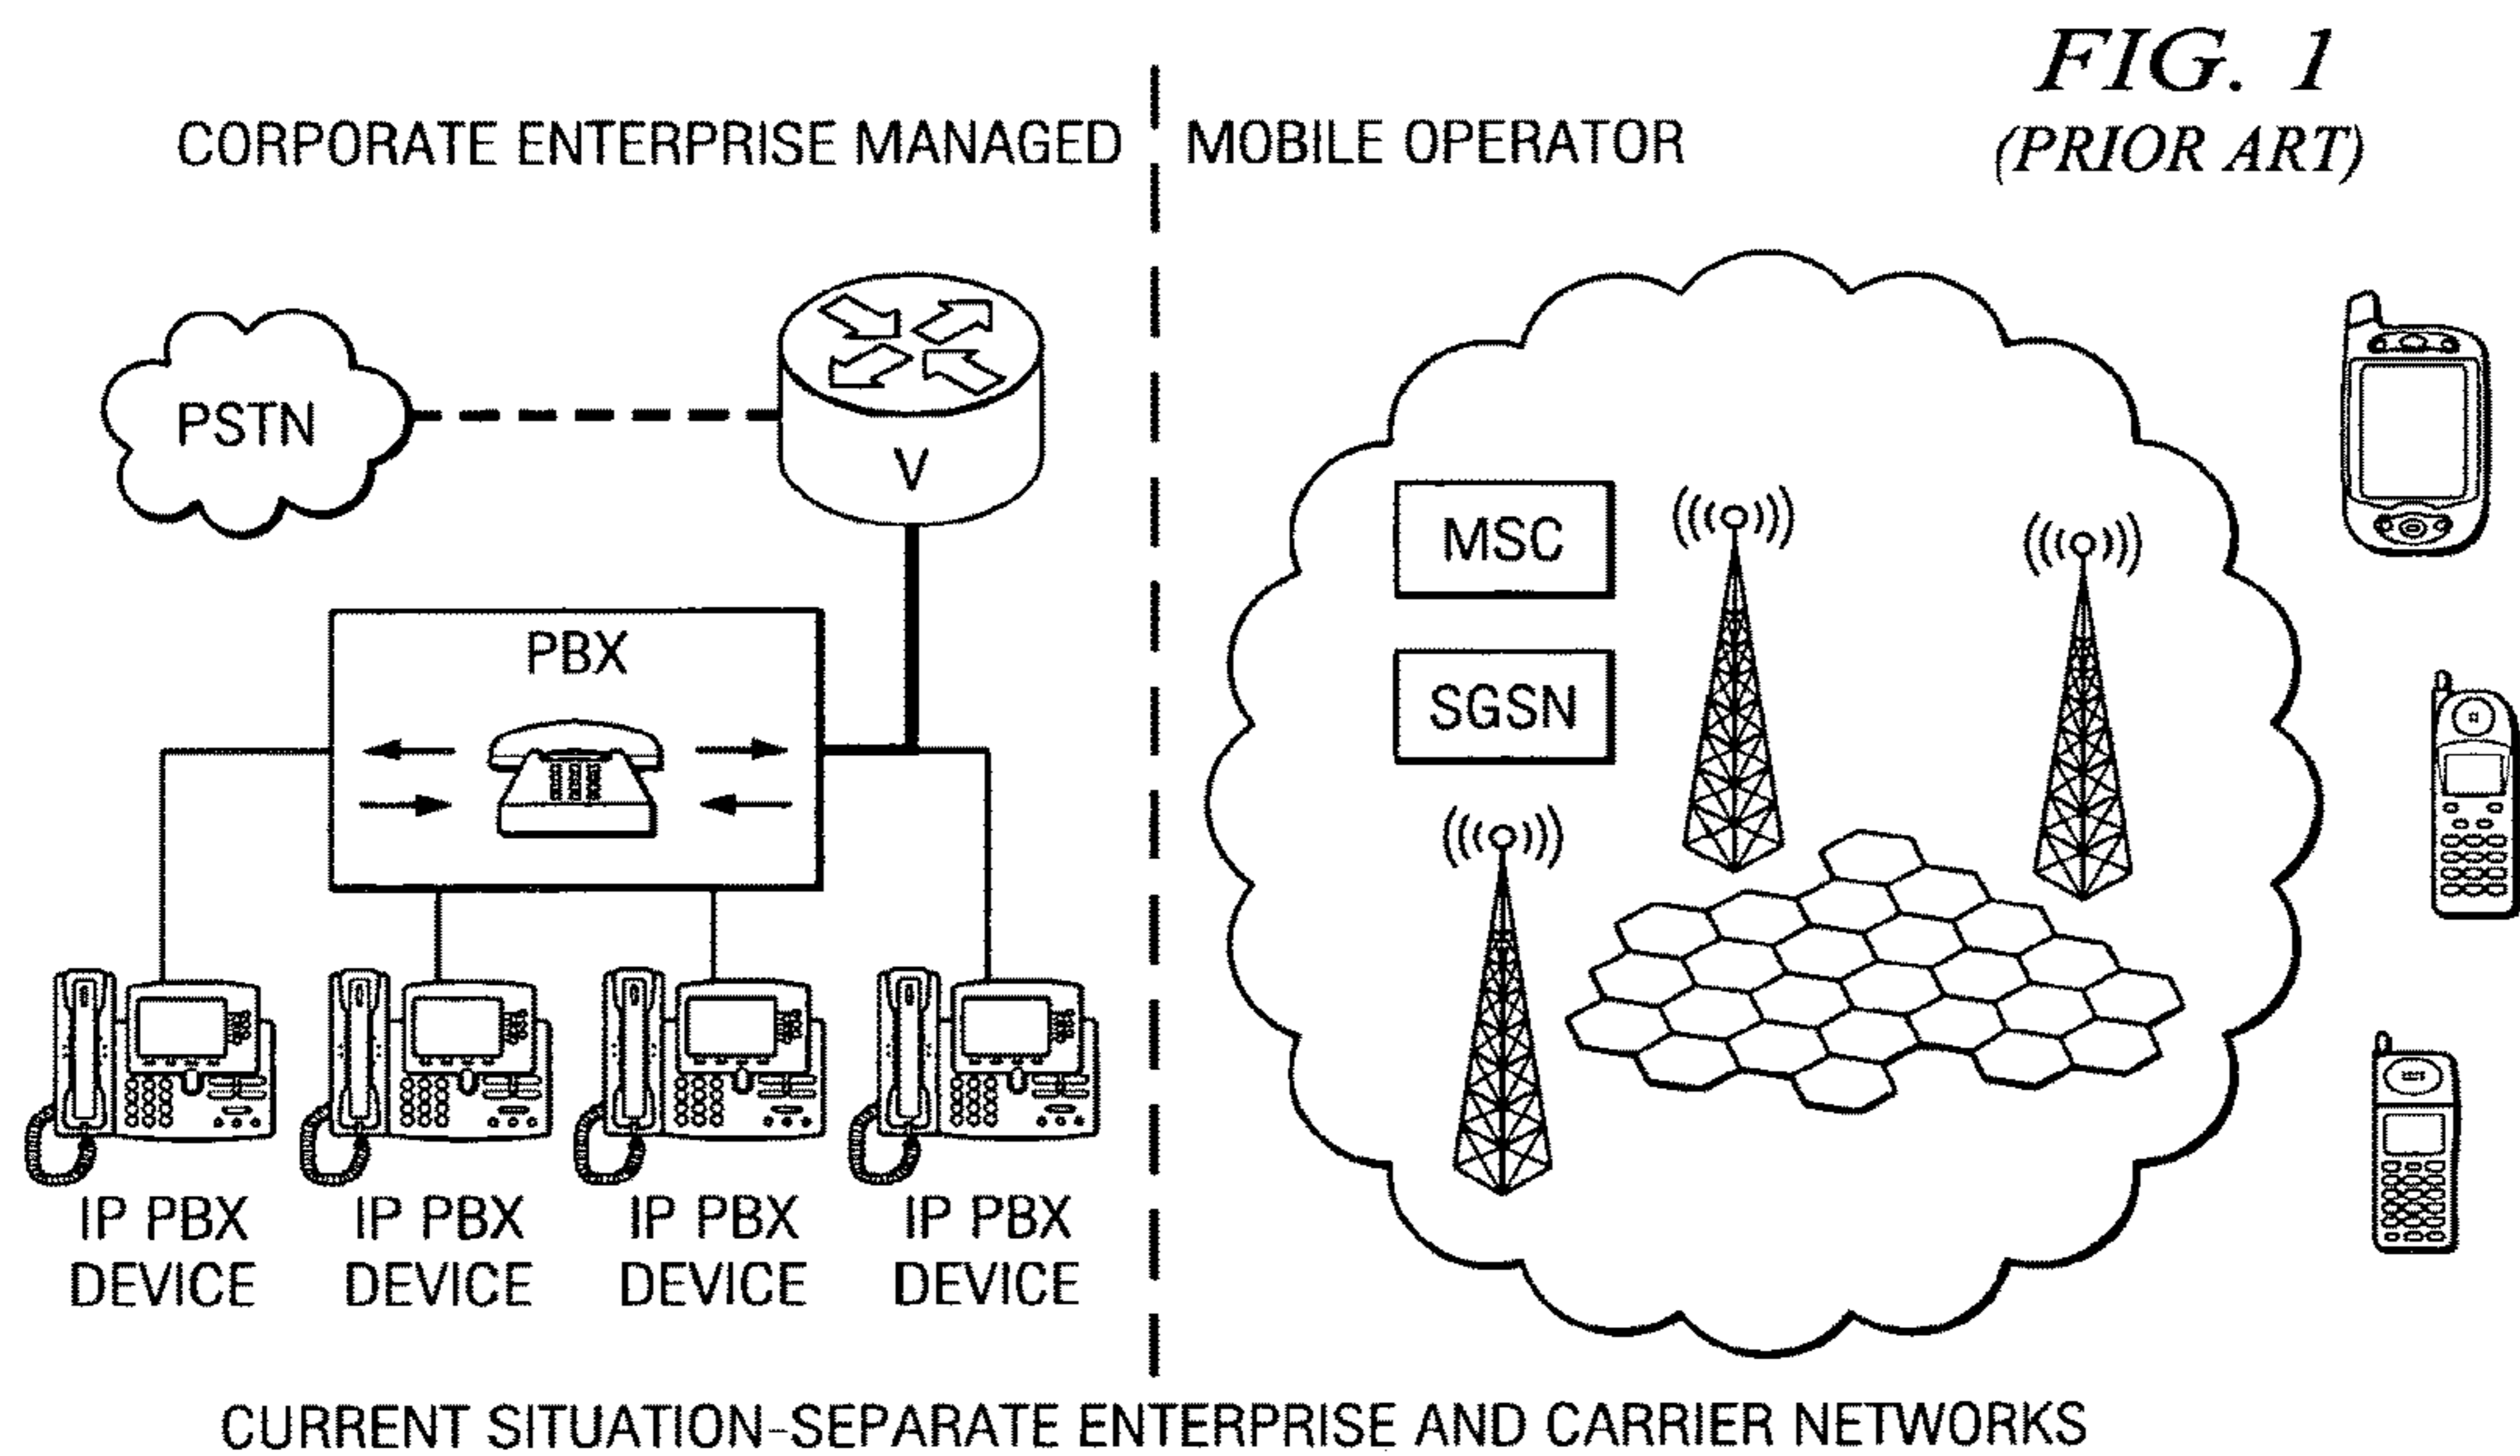 FIG. 1
(PRIOR ART)
CORPORATE ENTERPRISE MANAGED
MOBILE OPERATOR
PSTN
V
PBX
MSC
SGSN
IP PBX
DEVICE
IP PBX
DEVICE
IP PBX
DEVICE
IP PBX
DEVICE
CURRENT SITUATION-SEPARATE ENTERPRISE AND CARRIER NETWORKS